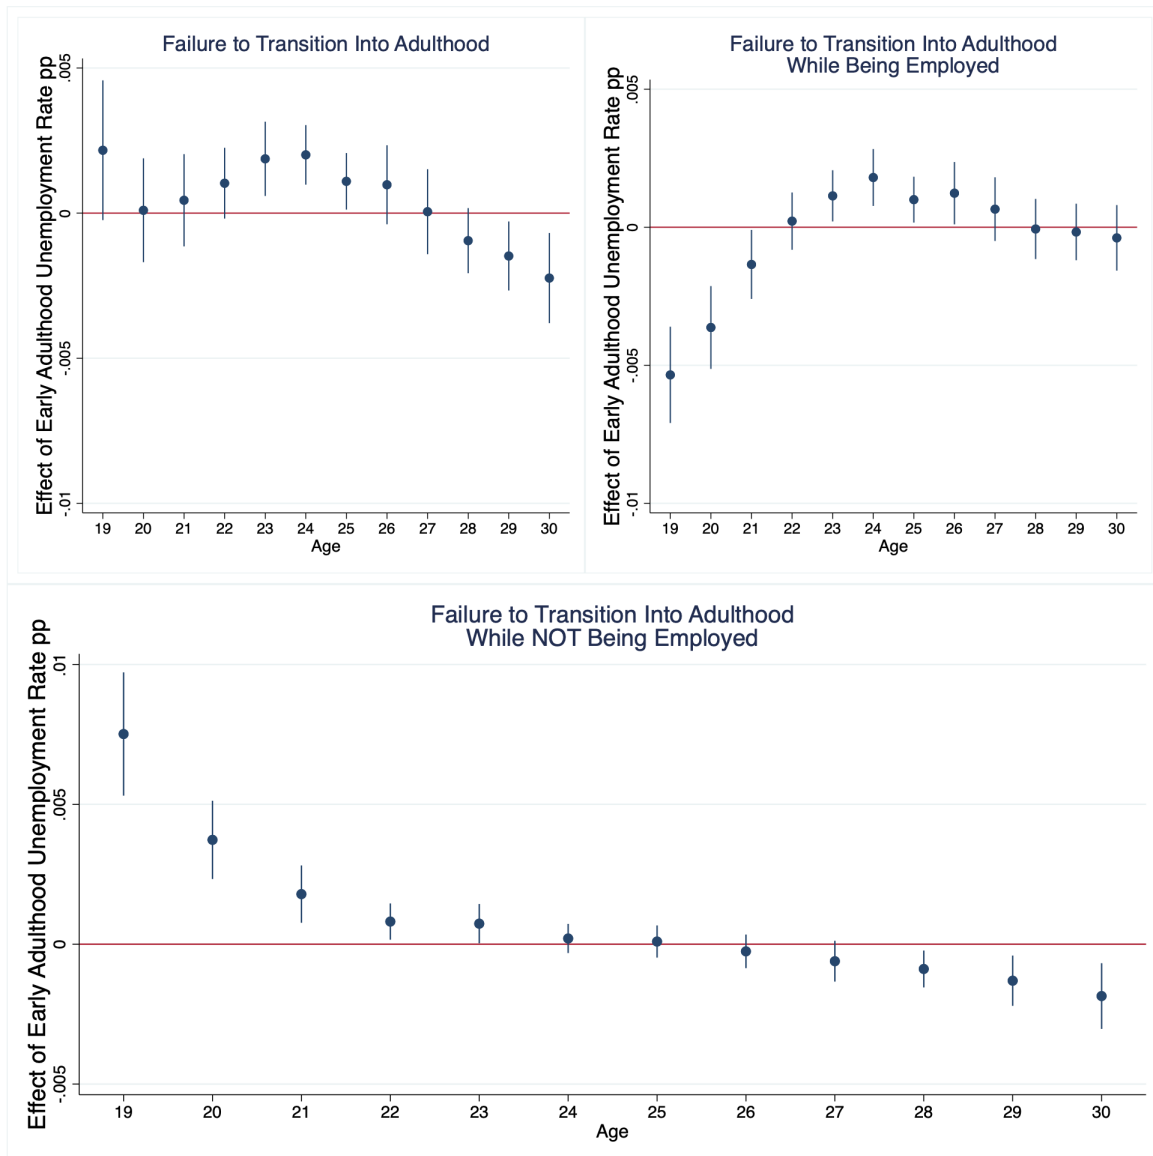 Failure to Transition Into Adulthood
Effect of Early Adulthood Unemployment Rate pp
.005
0
-.005
-.01
19 20 21 22 23 24 25 26 27 28 29 30
Age
Failure to Transition Into Adulthood
While Being Employed
Effect of Early Adulthood Unemployment Rate pp
.005
0
-.005
-.01
19 20 21 22 23 24 25 26 27 28 29 30
Age
Failure to Transition Into Adulthood
While NOT Being Employed
Effect of Early Adulthood Unemployment Rate pp
.01
.005
0
-.005
19 20 21 22 23 24 25 26 27 28 29 30
Age